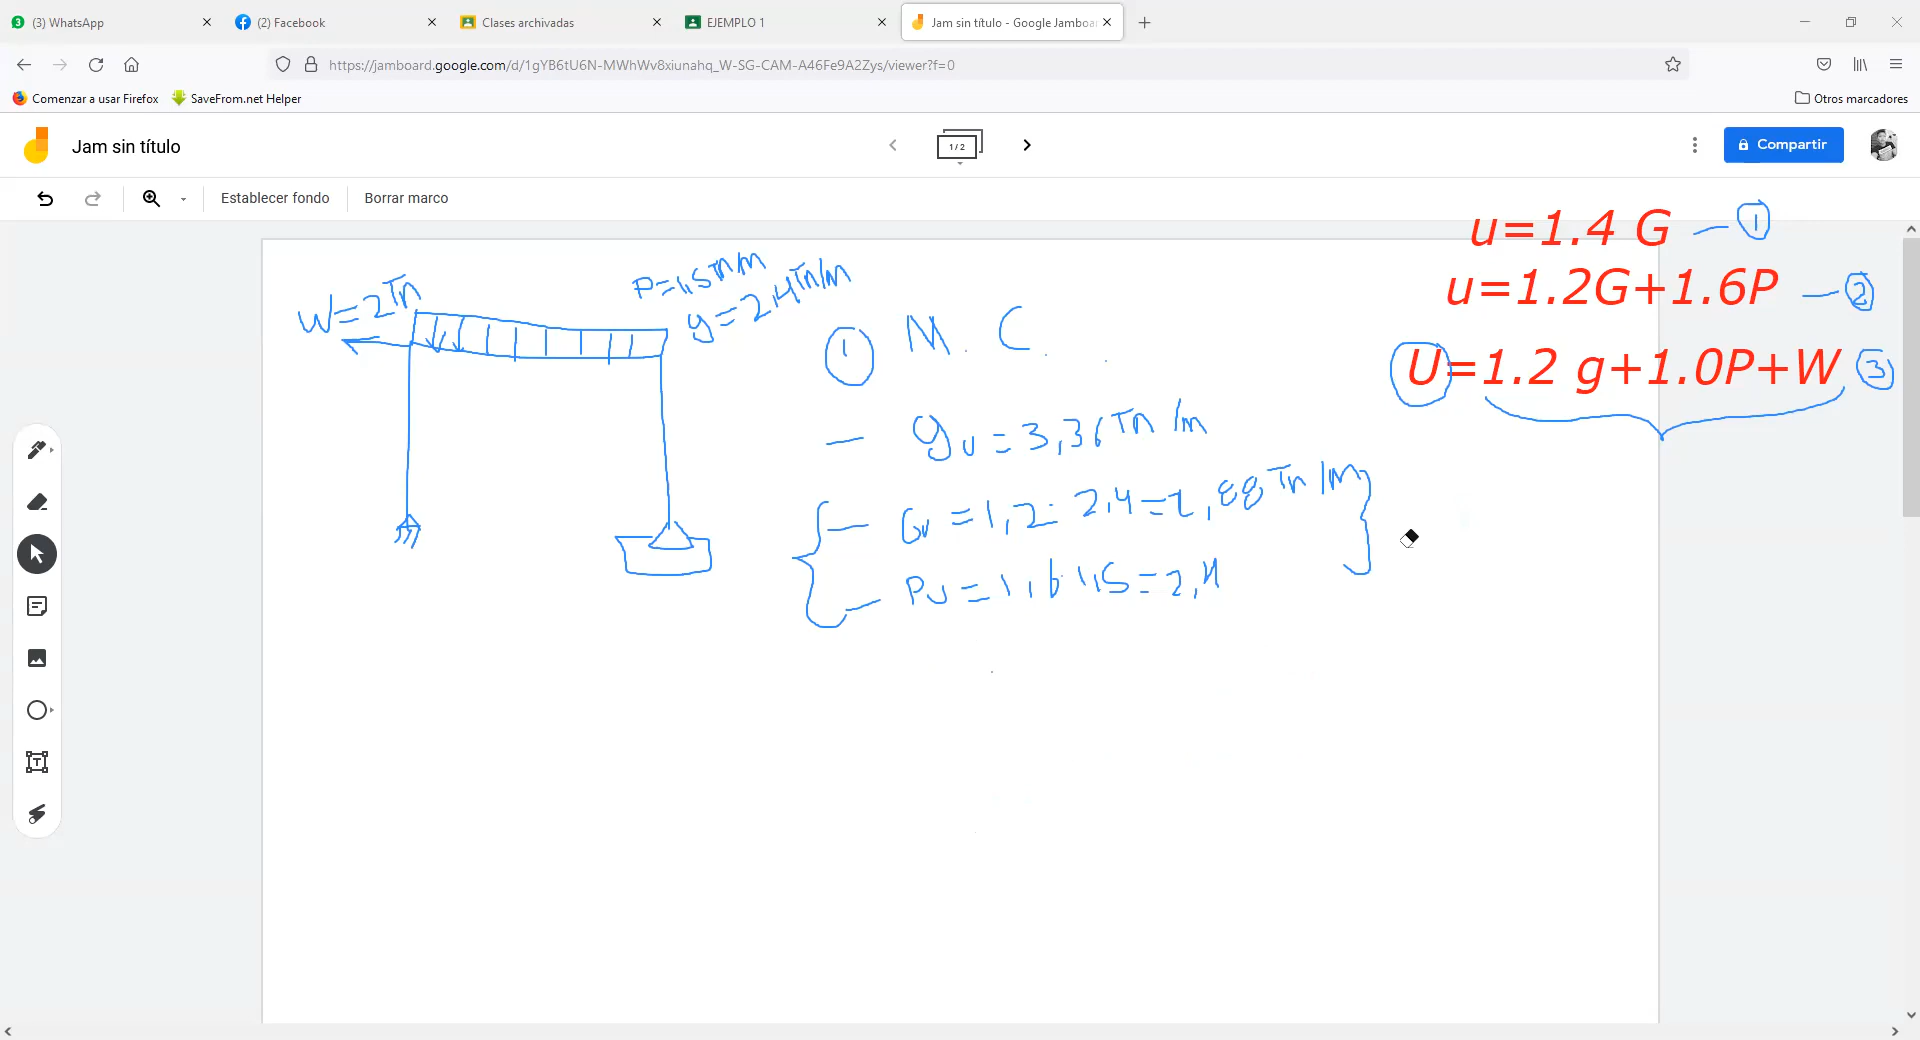 (3) WhatsApp
(2) Facebook
Clases archivadas
EJEMPLO 1
Jam sin título - Google Jamboa
https://jamboard.google.com/d/1gYB6tU6N-MWhWv8xiunahq_W-SG-CAM-A46Fe9A2Zys/viewer?f=0
Comenzar a usar Firefox
SaveFrom.net Helper
Otros marcadores
Jam sin título
1 / 2
Compartir
Establecer fondo
Borrar marco
u=1.4 G — 1
u=1.2G+1.6P — 2
U=1.2 g+1.0P+W 3
W=2Tn
P=1,5Tn/m
g=2,4Tn/m
1 M. C.
— gu = 3,36 Tn/m
— Gu = 1,2 · 2,4 = 2,88 Tn/m
— Pu = 1,6 1,5 = 2,4